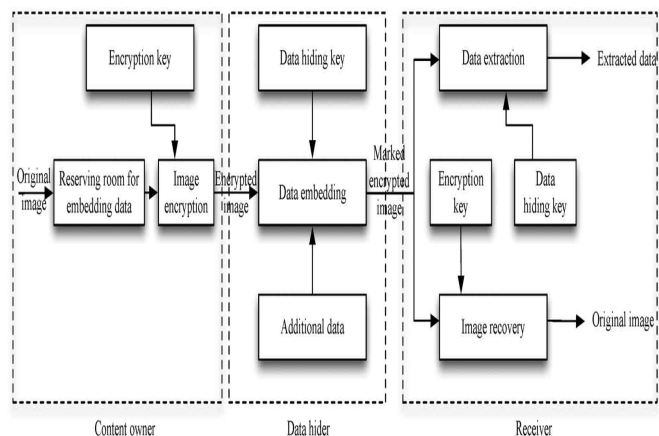 Encryption key
Original
image
Reserving room for
embedding data
Image
encryption
Encrypted
image
Content owner
Data hiding key
Data embedding
Additional data
Data hider
Marked
encrypted
image
Data extraction
Extracted data
Encryption
key
Data
hiding key
Image recovery
Original image
Receiver